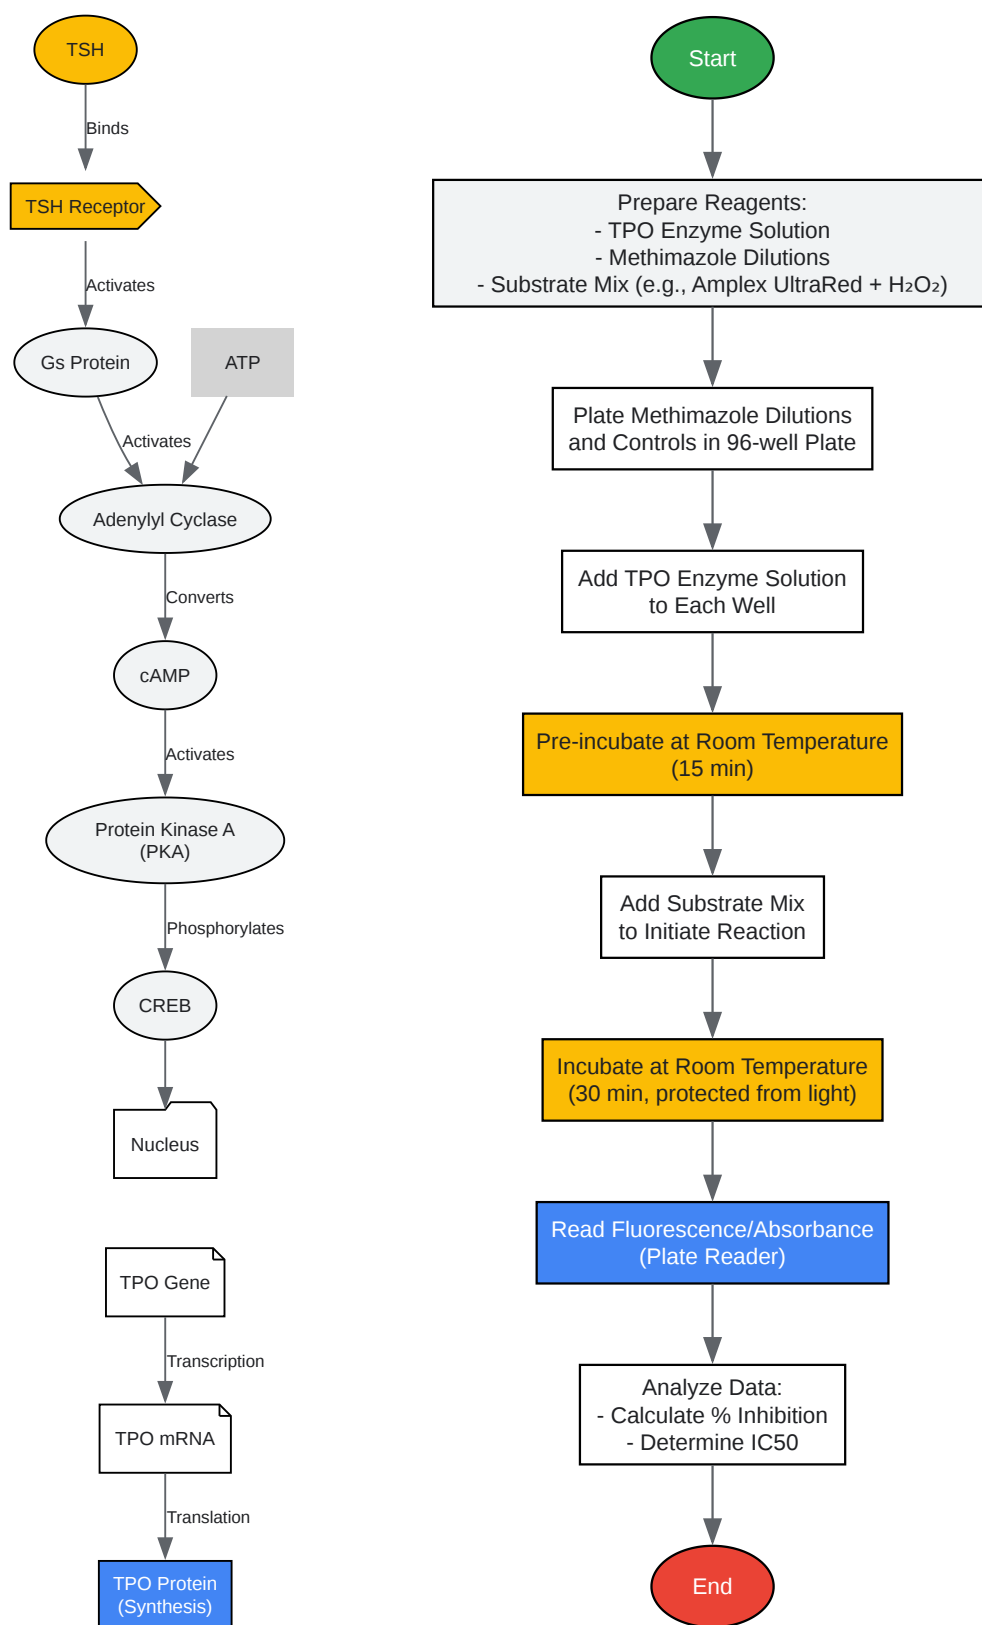 TSH
Binds
TSH Receptor
Activates
Gs Protein
ATP
Activates
Adenylyl Cyclase
Converts
cAMP
Activates
Protein Kinase A
(PKA)
Phosphorylates
CREB
Nucleus
TPO Gene
Transcription
TPO mRNA
Translation
TPO Protein
(Synthesis)
Start
Prepare Reagents:
- TPO Enzyme Solution
- Methimazole Dilutions
- Substrate Mix (e.g., Amplex UltraRed + H₂O₂)
Plate Methimazole Dilutions
and Controls in 96-well Plate
Add TPO Enzyme Solution
to Each Well
Pre-incubate at Room Temperature
(15 min)
Add Substrate Mix
to Initiate Reaction
Incubate at Room Temperature
(30 min, protected from light)
Read Fluorescence/Absorbance
(Plate Reader)
Analyze Data:
- Calculate % Inhibition
- Determine IC50
End